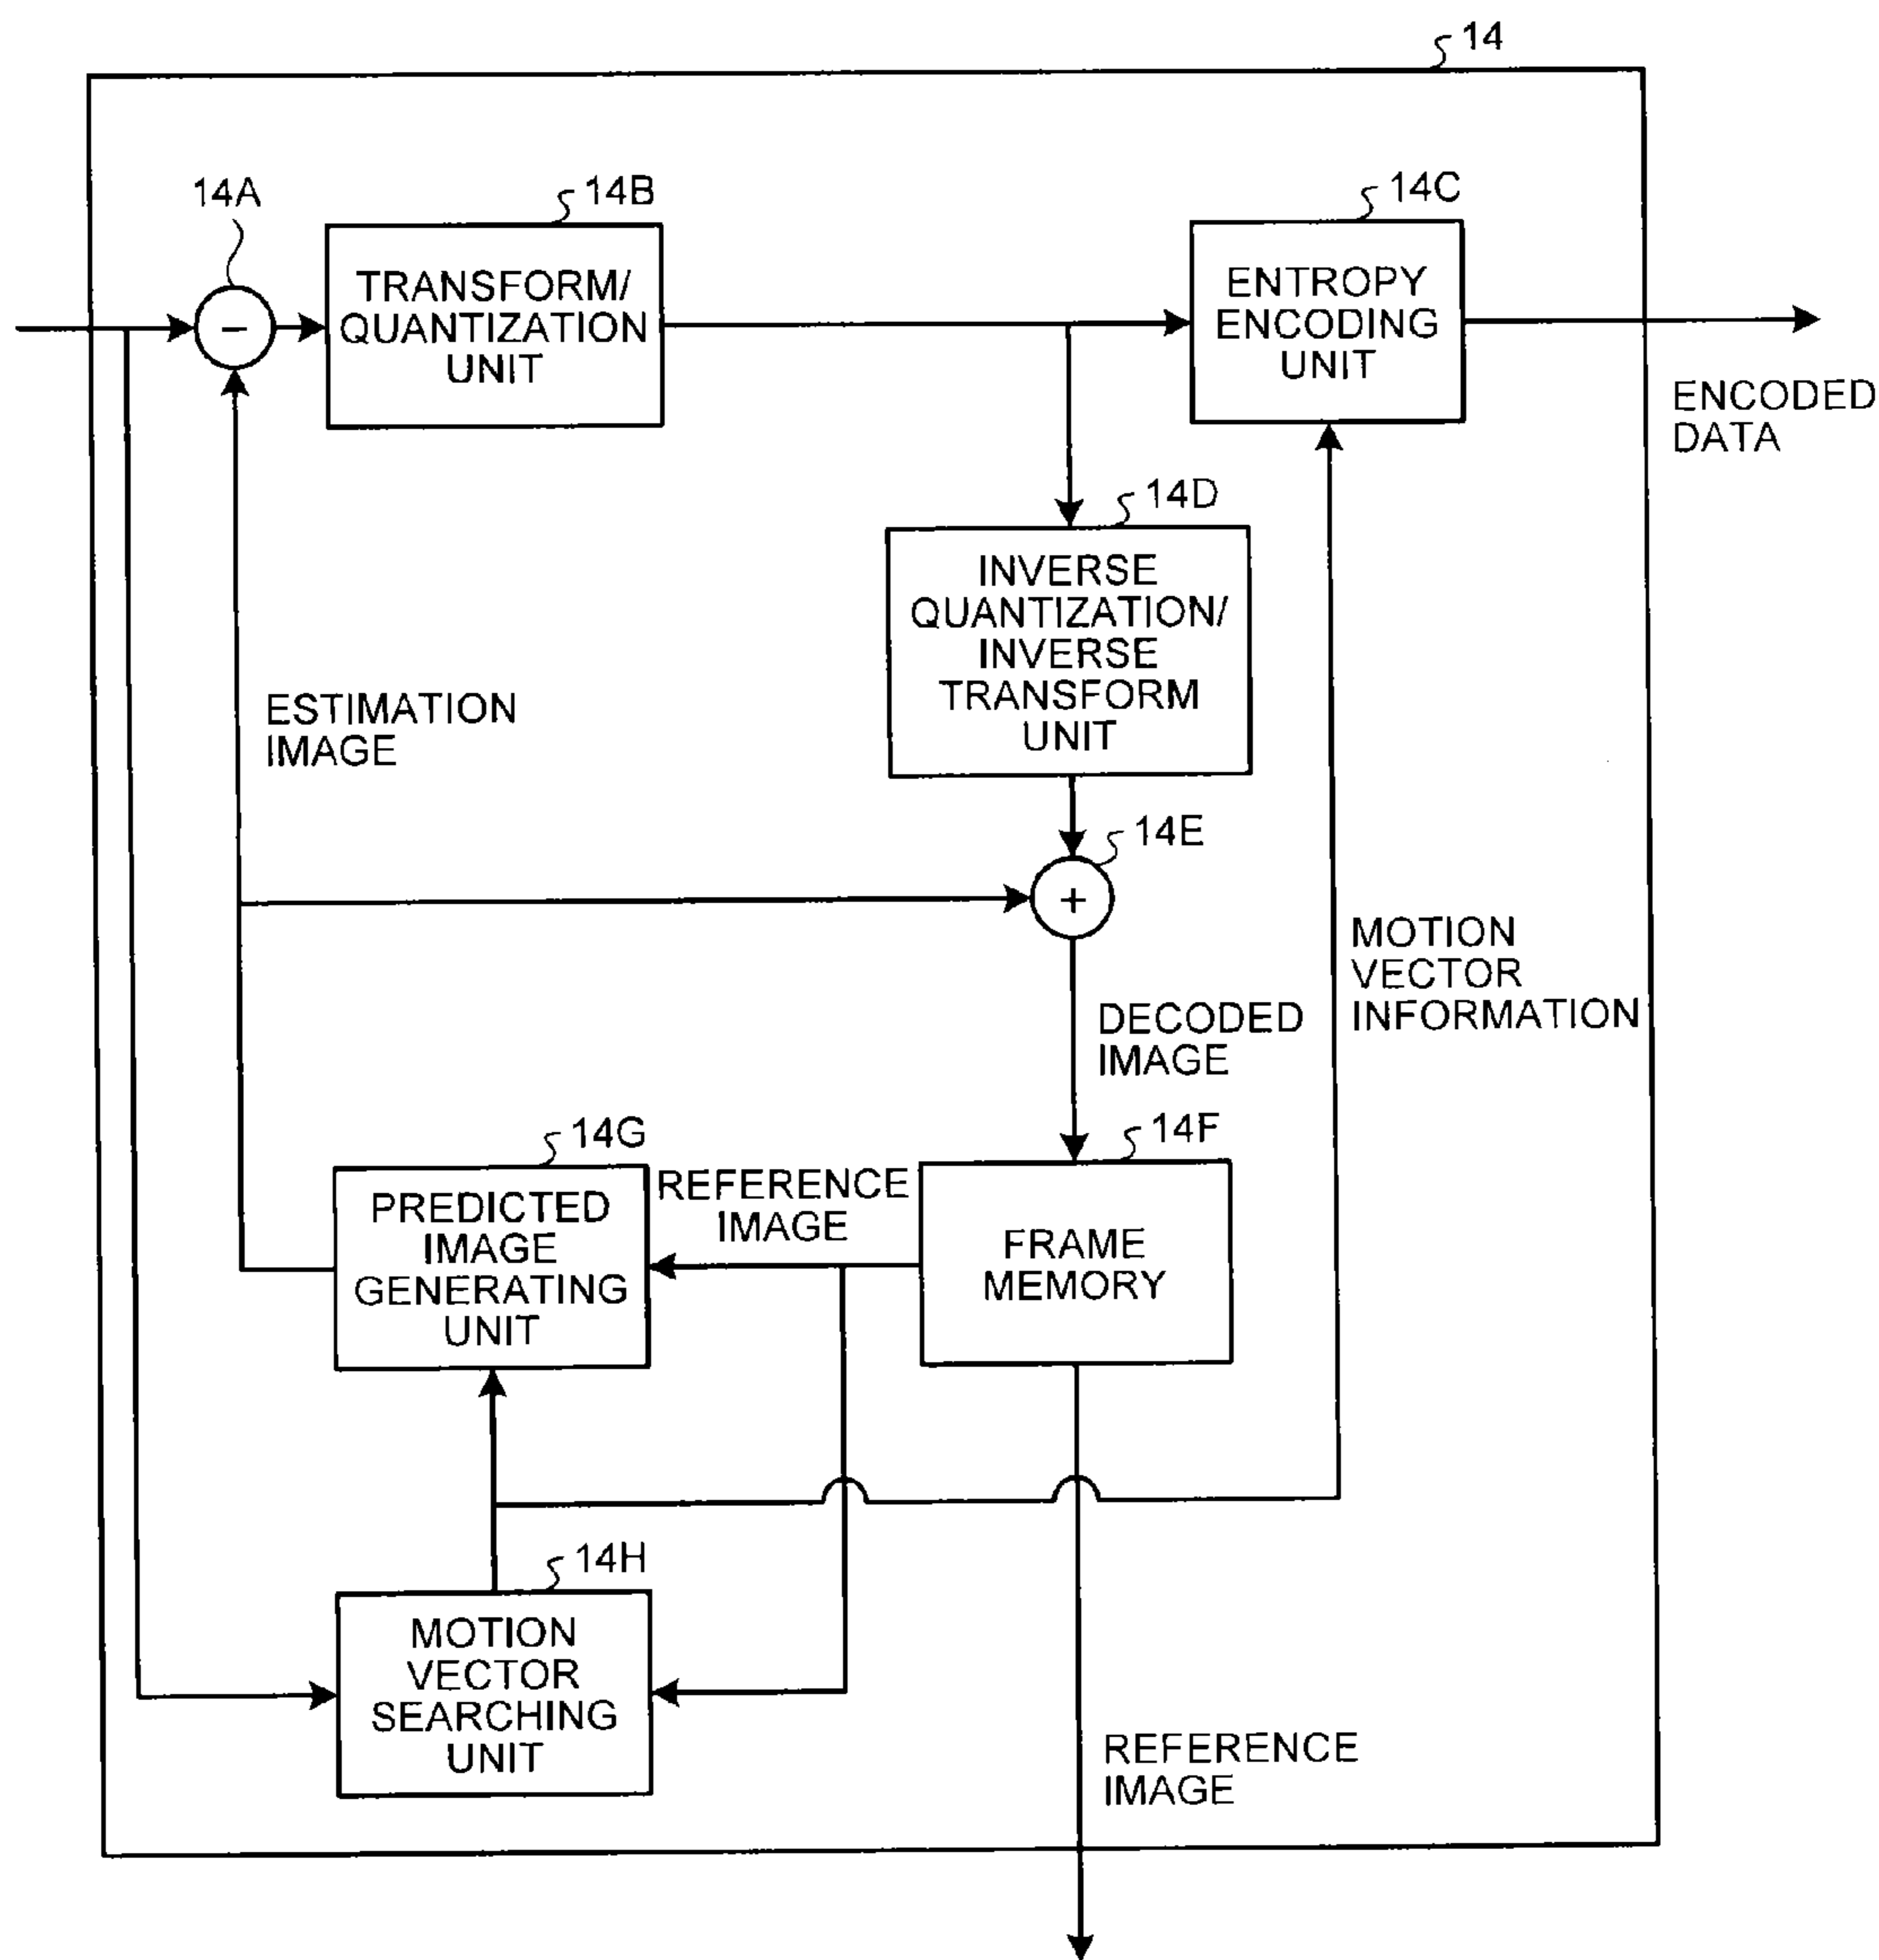 14
14A
14B
14C
−
TRANSFORM/
QUANTIZATION
UNIT
ENTROPY
ENCODING
UNIT
ENCODED
DATA
14D
INVERSE
QUANTIZATION/
INVERSE
TRANSFORM
UNIT
ESTIMATION
IMAGE
14E
+
MOTION
VECTOR
INFORMATION
DECODED
IMAGE
14G
14F
PREDICTED
IMAGE
GENERATING
UNIT
REFERENCE
IMAGE
FRAME
MEMORY
14H
MOTION
VECTOR
SEARCHING
UNIT
REFERENCE
IMAGE